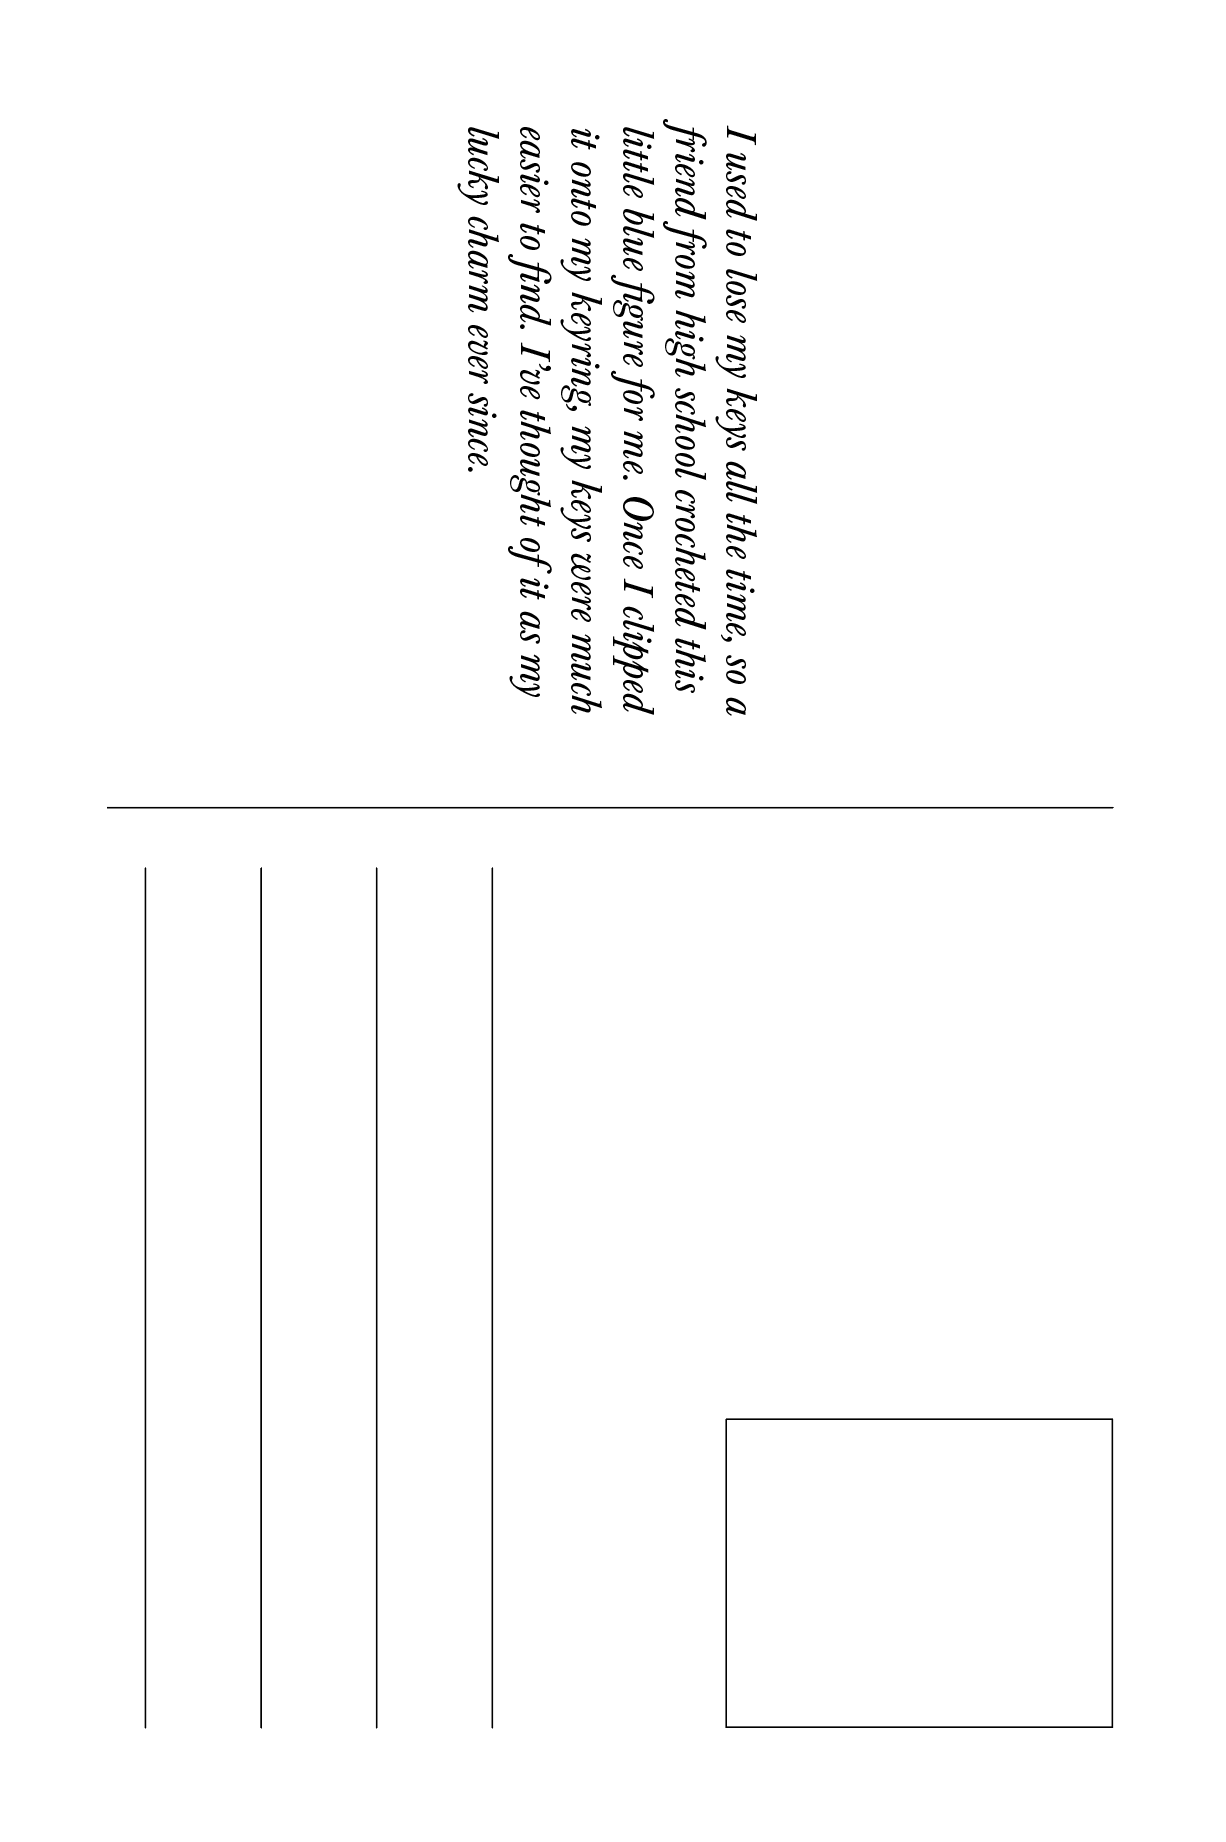 I used to lose my keys all the time, so a
friend from high school crocheted this
little blue figure for me. Once I clipped
it onto my keyring, my keys were much
easier to find. I’ve thought of it as my
lucky charm ever since.